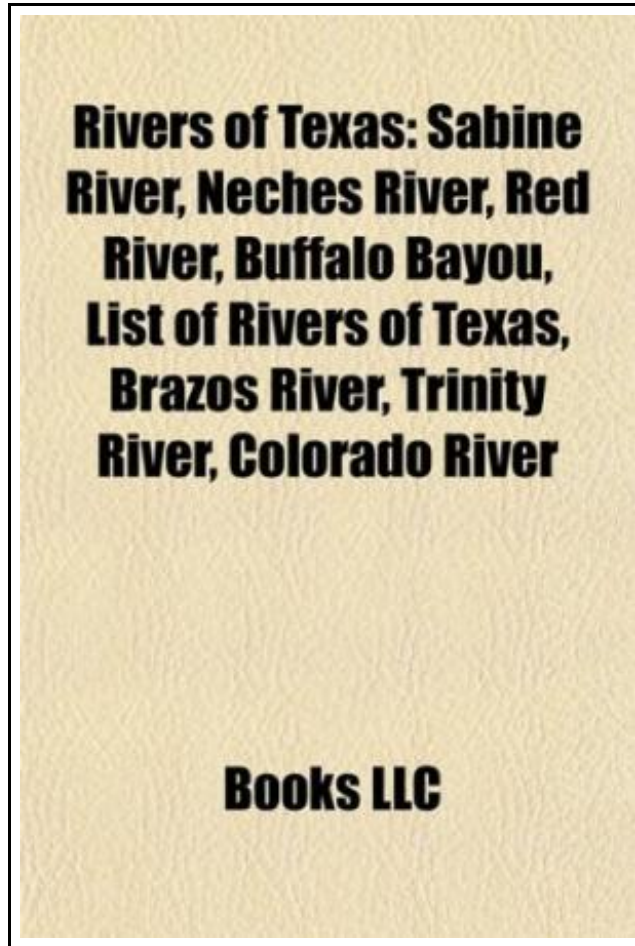 Rivers of Texas: Sabine
River, Neches River, Red
River, Buffalo Bayou,
List of Rivers of Texas,
Brazos River, Trinity
River, Colorado River
Books LLC